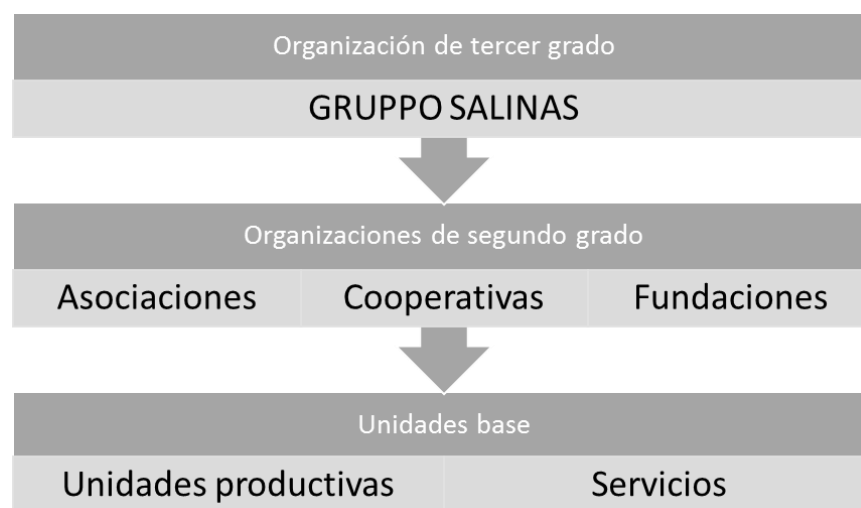 Organización de tercer grado
GRUPPO SALINAS
Organizaciones de segundo grado
Asociaciones Cooperativas Fundaciones
Unidades base
Unidades productivas Servicios